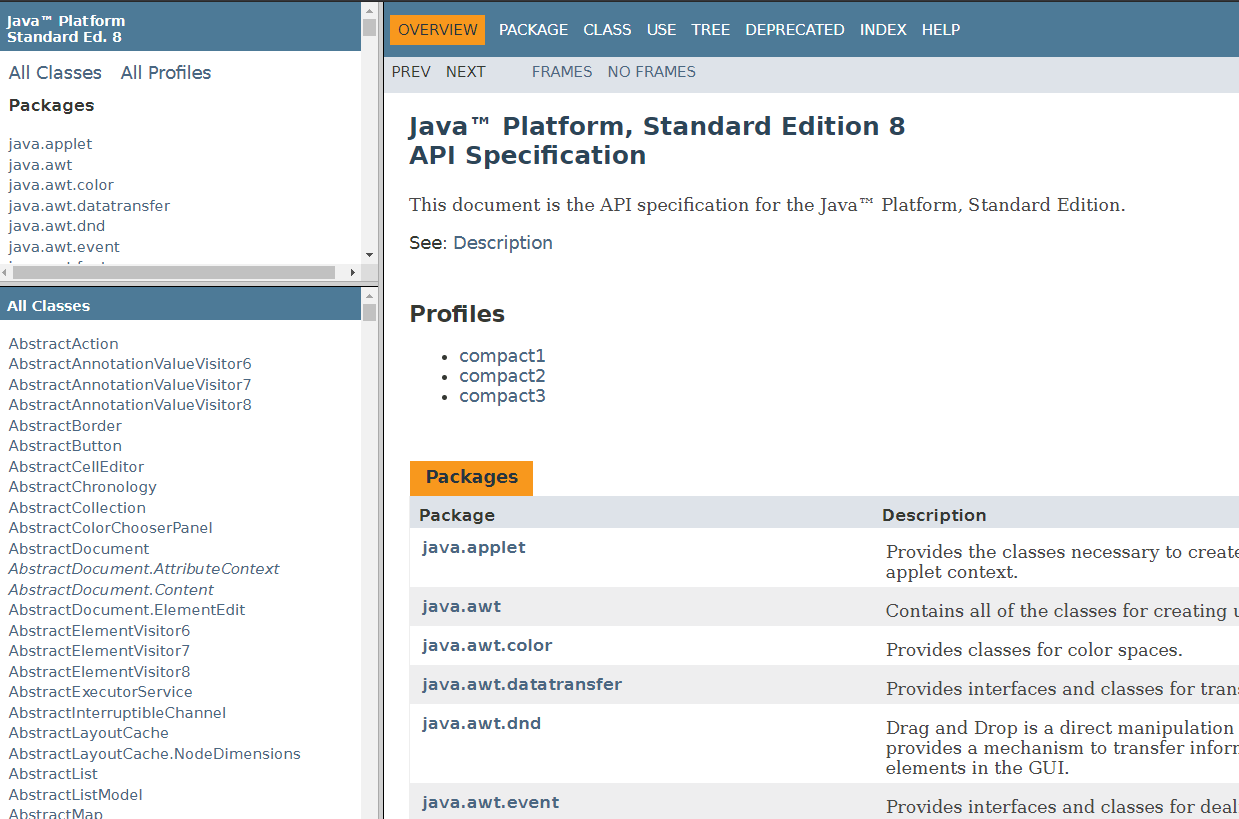 Java™ Platform
Standard Ed. 8
All Classes All Profiles
Packages
java.applet
java.awt
java.awt.color
java.awt.datatransfer
java.awt.dnd
java.awt.event
All Classes
AbstractAction
AbstractAnnotationValueVisitor6
AbstractAnnotationValueVisitor7
AbstractAnnotationValueVisitor8
AbstractBorder
AbstractButton
AbstractCellEditor
AbstractChronology
AbstractCollection
AbstractColorChooserPanel
AbstractDocument
AbstractDocument.AttributeContext
AbstractDocument.Content
AbstractDocument.ElementEdit
AbstractElementVisitor6
AbstractElementVisitor7
AbstractElementVisitor8
AbstractExecutorService
AbstractInterruptibleChannel
AbstractLayoutCache
AbstractLayoutCache.NodeDimensions
AbstractList
AbstractListModel
AbstractMap
OVERVIEW PACKAGE CLASS USE TREE DEPRECATED INDEX HELP
PREV NEXT FRAMES NO FRAMES
Java™ Platform, Standard Edition 8
API Specification
This document is the API specification for the Java™ Platform, Standard Edition.
See: Description
Profiles
• compact1
• compact2
• compact3
Packages
Package Description
java.applet Provides the classes necessary to create
applet context.
java.awt Contains all of the classes for creating
java.awt.color Provides classes for color spaces.
java.awt.datatransfer Provides interfaces and classes for
java.awt.dnd Drag and Drop is a direct manipulation
provides a mechanism to transfer
elements in the GUI.
java.awt.event Provides interfaces and classes for